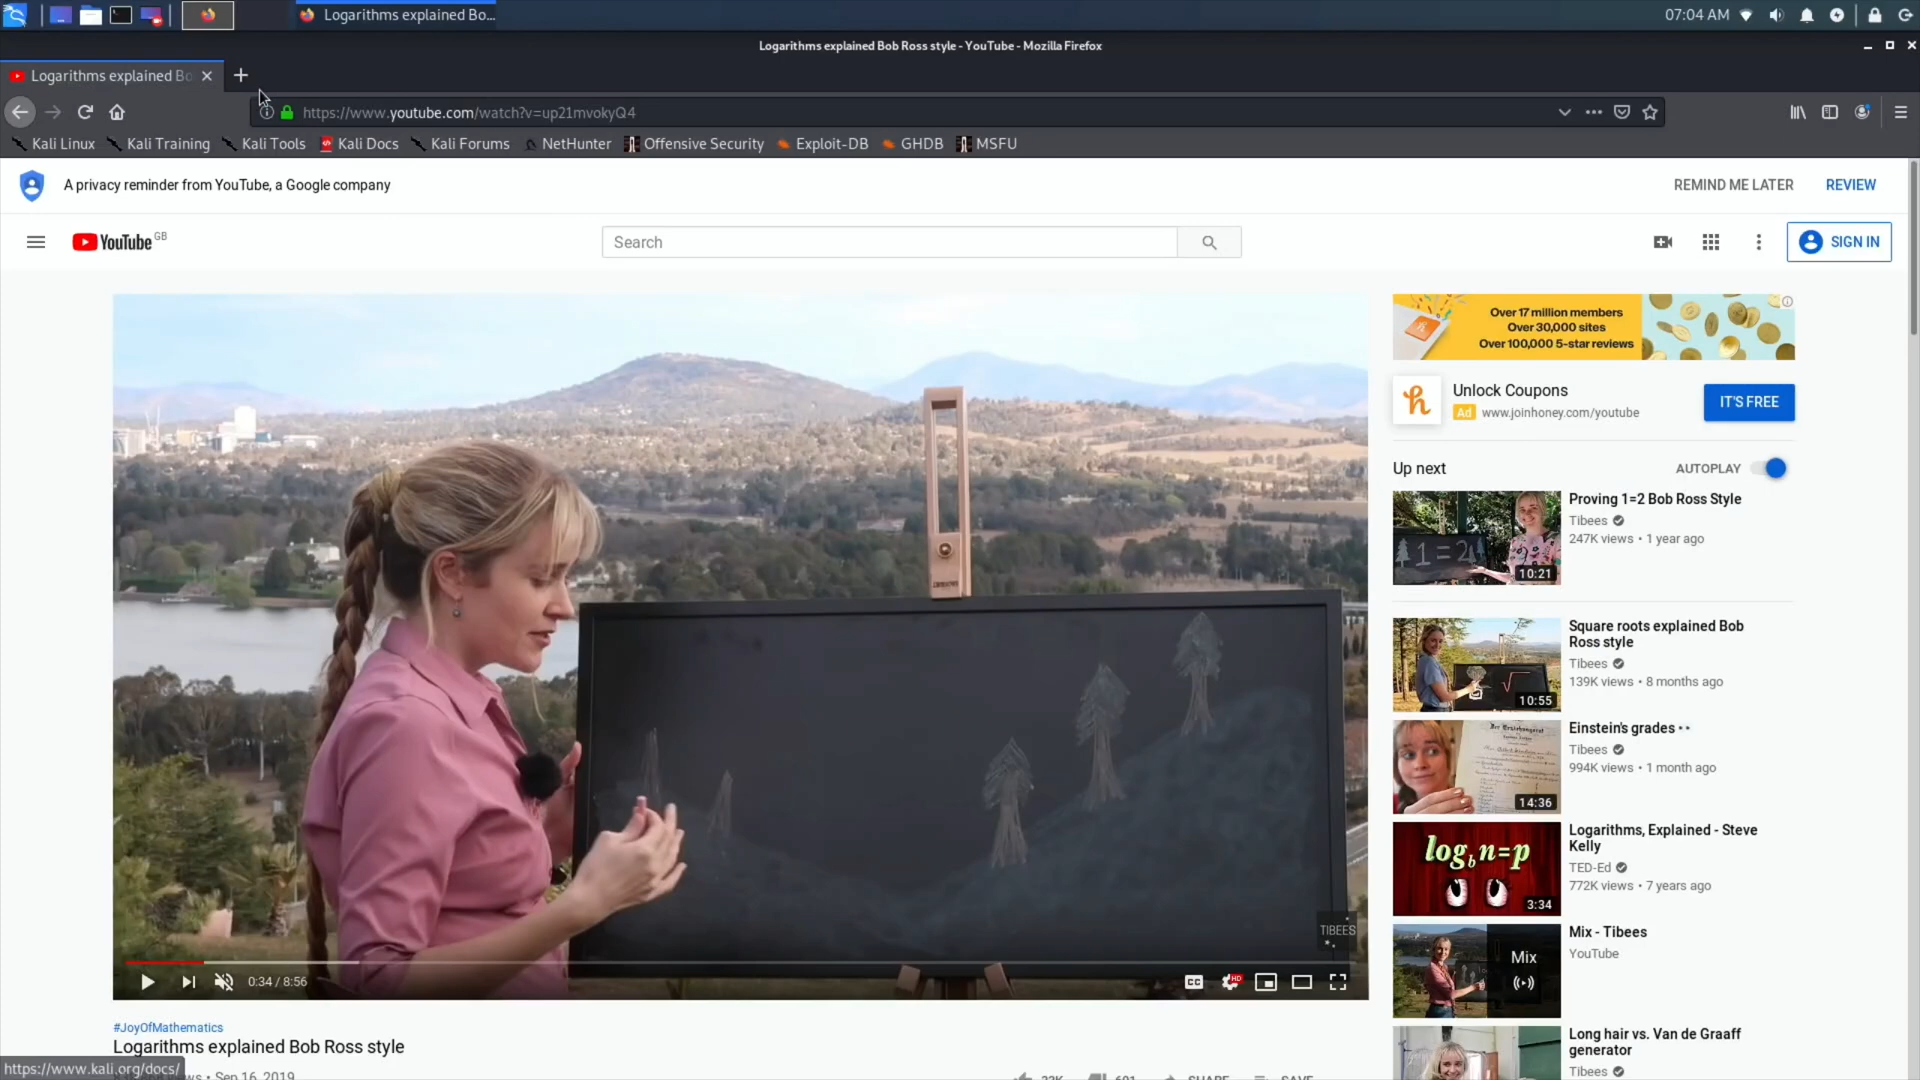 Logarithms explained Bo...
07:04 AM
Logarithms explained Bob Ross style - YouTube - Mozilla Firefox
Logarithms explained Bo
https://www.youtube.com/watch?v=up21mvokyQ4
Kali Linux Kali Training Kali Tools Kali Docs Kali Forums NetHunter Offensive Security Exploit-DB GHDB MSFU
A privacy reminder from YouTube, a Google company
REMIND ME LATER REVIEW
YouTube GB
Search
SIGN IN
Over 17 million members
Over 30,000 sites
Over 100,000 5-star reviews
Unlock Coupons
Ad www.joinhoney.com/youtube
IT'S FREE
Up next
AUTOPLAY
Proving 1=2 Bob Ross Style
Tibees
247K views • 1 year ago
1=2
10:21
Square roots explained Bob
Ross style
Tibees
139K views • 8 months ago
10:55
Einstein's grades
Tibees
994K views • 1 month ago
14:36
Logarithms, Explained - Steve
Kelly
TED-Ed
772K views • 7 years ago
log_b n=p
3:34
Mix - Tibees
YouTube
Mix
Long hair vs. Van de Graaff
generator
Tibees
TIBEES
0:34 / 8:56
CC
HD
#JoyOfMathematics
Logarithms explained Bob Ross style
https://www.kali.org/docs/
views • Sep 16, 2019
SHARE
SAVE